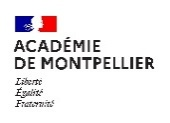 ACADÉMIE
DE MONTPELLIER
Liberté
Égalité
Fraternité